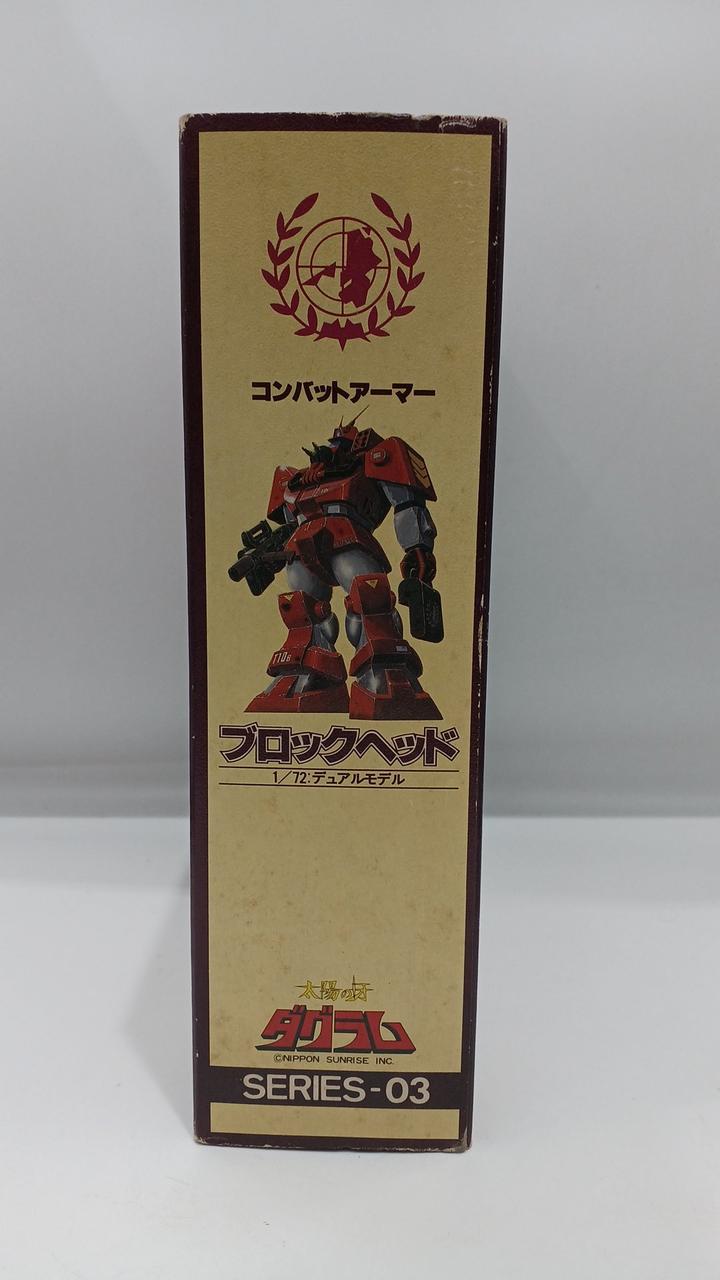 コンバットアーマー
T10B
ブロックヘッド
1/72:デュアルモデル
太陽の牙
ダグラム
©NIPPON SUNRISE INC.
SERIES-03